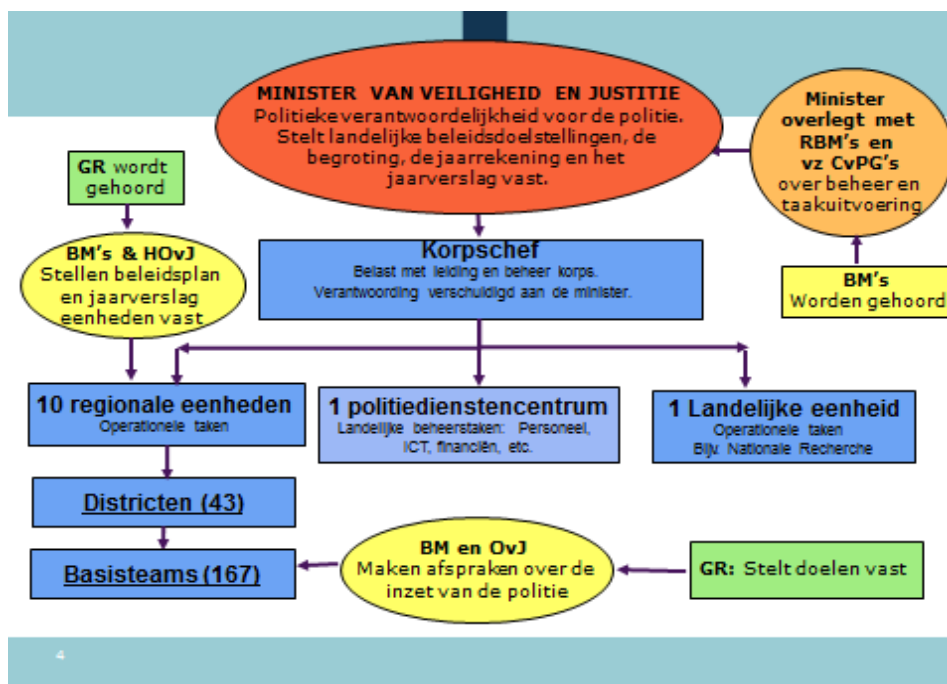 MINISTER VAN VEILIGHEID EN JUSTITIE
Politieke verantwoordelijkheid voor de politie.
Stelt landelijke beleidsdoelstellingen, de
begroting, de jaarrekening en het
jaarverslag vast.
Minister
overlegt met
RBM's en
vz CvPG's
over beheer en
taakuitvoering
GR wordt
gehoord
BM's & HOvJ
Stellen beleidsplan
en jaarverslag
eenheden vast
Korpschef
Belast met leiding en beheer korps.
Verantwoording verschuldigd aan de minister.
BM's
Worden gehoord
10 regionale eenheden
Operationele taken
1 politiedienstencentrum
Landelijke beheerstaken: Personeel,
ICT, financiën, etc.
1 Landelijke eenheid
Operationele taken
Bijv. Nationale Recherche
Districten (43)
Basisteams (167)
BM en OvJ
Maken afspraken over de
inzet van de politie
GR: Stelt doelen vast
4